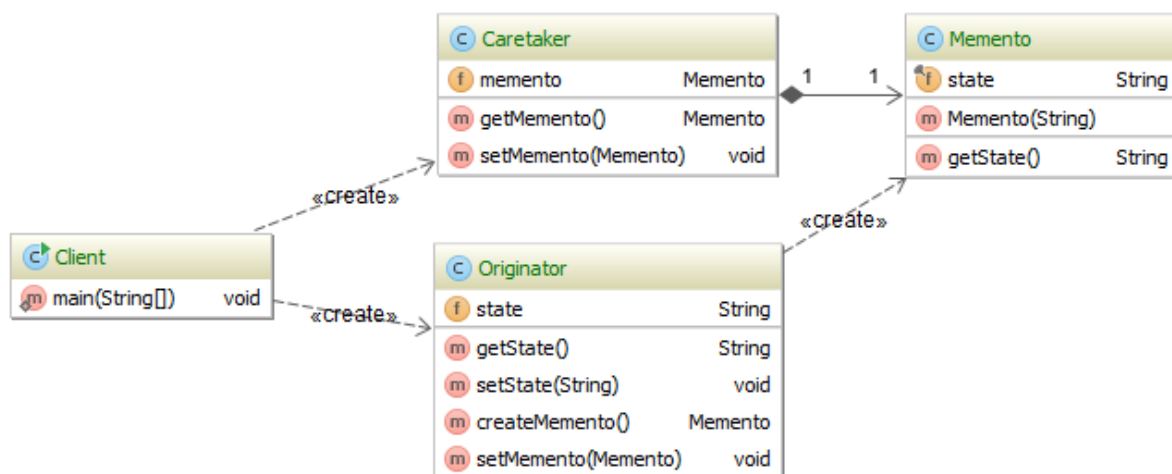 C Caretaker
f memento Memento
m getMemento() Memento
m setMemento(Memento) void
1 1
C Memento
f state String
m Memento(String)
m getState() String
«create»
«create»
C Client
m main(String[]) void
«create»
C Originator
f state String
m getState() String
m setState(String) void
m createMemento() Memento
m setMemento(Memento) void